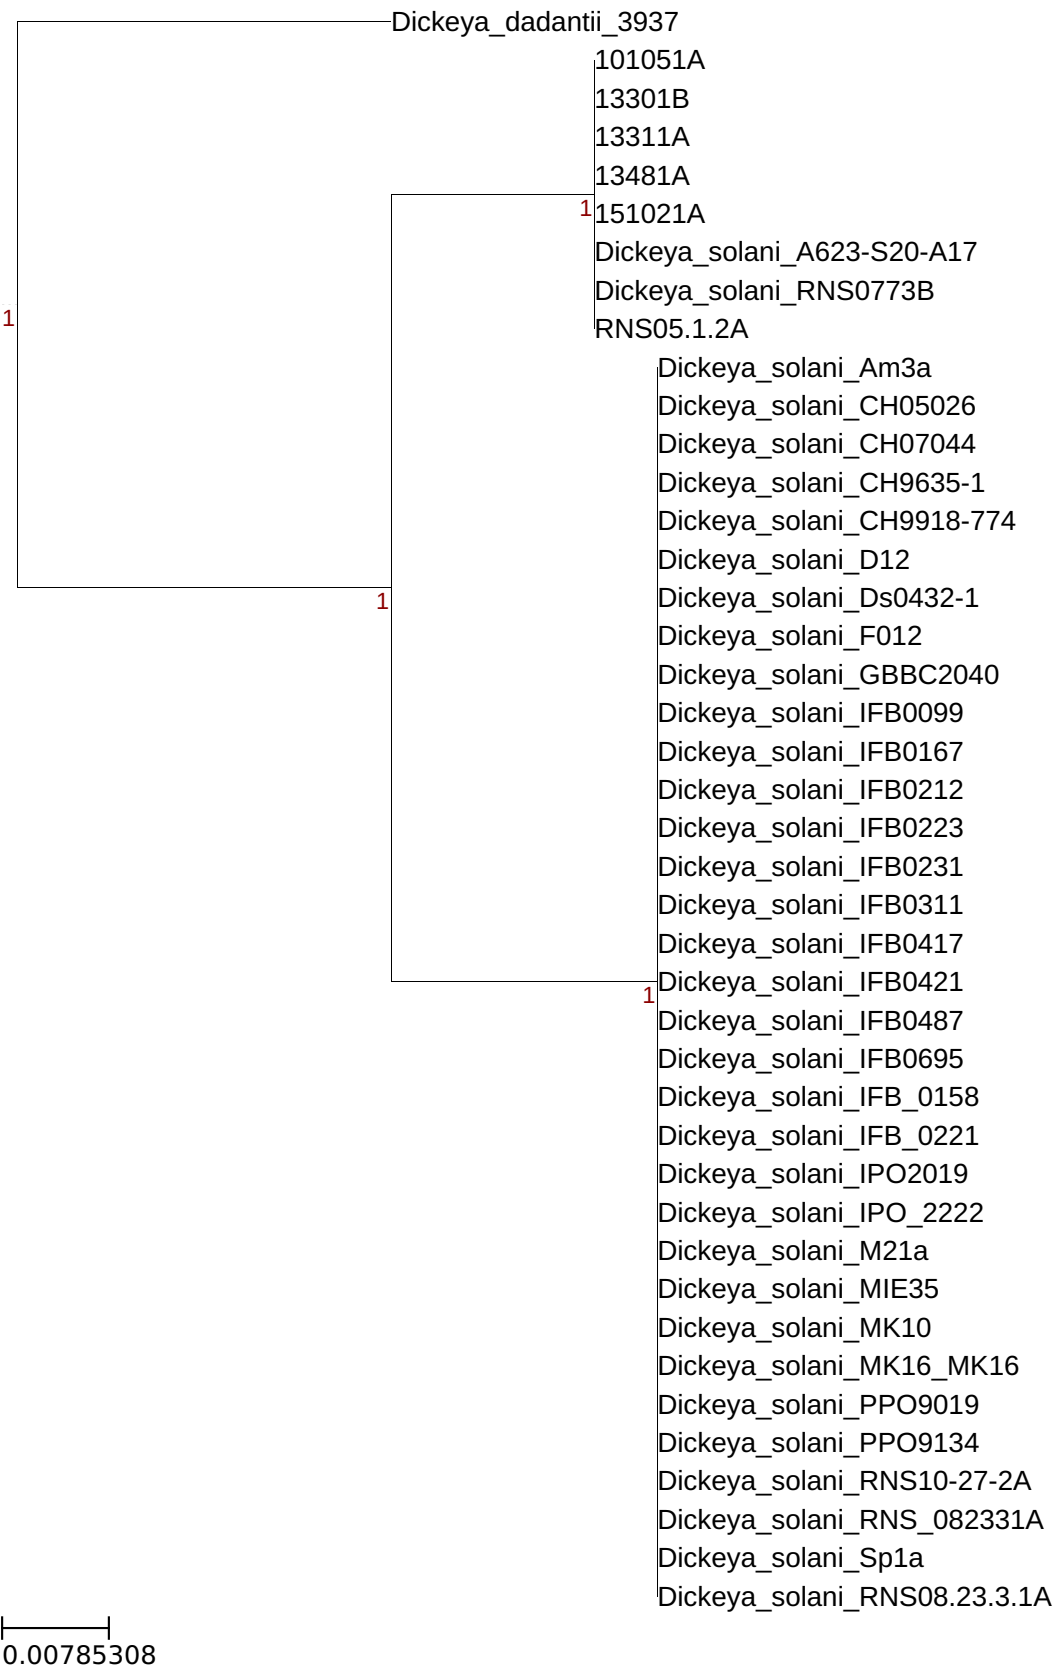 Dickeya_dadantii_3937
101051A
13301B
13311A
13481A
1
151021A
Dickeya_solani_A623-S20-A17
Dickeya_solani_RNS0773B
1
RNS05.1.2A
Dickeya_solani_Am3a
Dickeya_solani_CH05026
Dickeya_solani_CH07044
Dickeya_solani_CH9635-1
Dickeya_solani_CH9918-774
Dickeya_solani_D12
1
Dickeya_solani_Ds0432-1
Dickeya_solani_F012
Dickeya_solani_GBBC2040
Dickeya_solani_IFB0099
Dickeya_solani_IFB0167
Dickeya_solani_IFB0212
Dickeya_solani_IFB0223
Dickeya_solani_IFB0231
Dickeya_solani_IFB0311
Dickeya_solani_IFB0417
Dickeya_solani_IFB0421
1
Dickeya_solani_IFB0487
Dickeya_solani_IFB0695
Dickeya_solani_IFB_0158
Dickeya_solani_IFB_0221
Dickeya_solani_IPO2019
Dickeya_solani_IPO_2222
Dickeya_solani_M21a
Dickeya_solani_MIE35
Dickeya_solani_MK10
Dickeya_solani_MK16_MK16
Dickeya_solani_PPO9019
Dickeya_solani_PPO9134
Dickeya_solani_RNS10-27-2A
Dickeya_solani_RNS_082331A
Dickeya_solani_Sp1a
Dickeya_solani_RNS08.23.3.1A
0.00785308